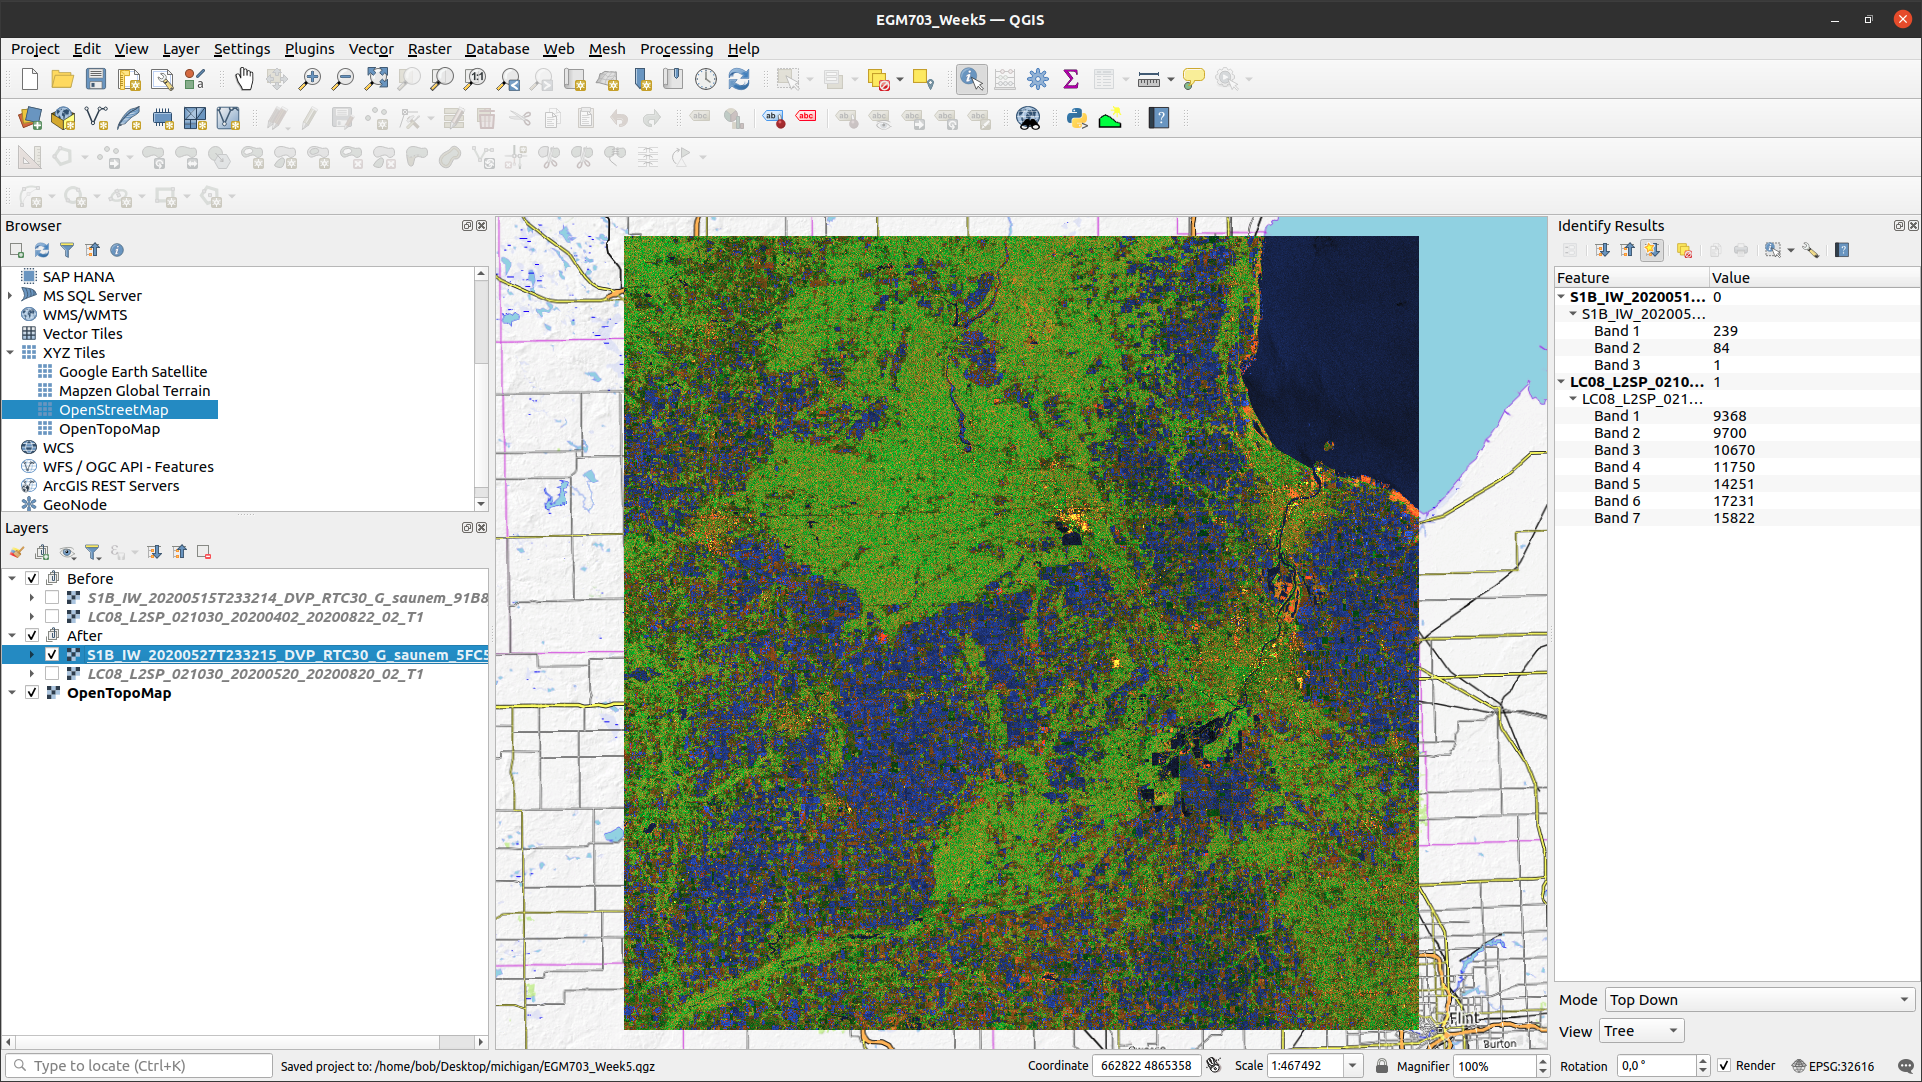 EGM703_Week5 — QGIS
Project Edit View Layer Settings Plugins Vector Raster Database Web Mesh Processing Help
Browser
SAP HANA
MS SQL Server
WMS/WMTS
Vector Tiles
XYZ Tiles
Google Earth Satellite
Mapzen Global Terrain
OpenStreetMap
OpenTopoMap
WCS
WFS / OGC API - Features
ArcGIS REST Servers
GeoNode
Layers
Before
S1B_IW_20200515T233214_DVP_RTC30_G_saunem_91B8
LC08_L2SP_021030_20200402_20200822_02_T1
After
S1B_IW_20200527T233215_DVP_RTC30_G_saunem_5FC5
LC08_L2SP_021030_20200520_20200820_02_T1
OpenTopoMap
Flint
Burton
Identify Results
Feature Value
S1B_IW_2020051... 0
S1B_IW_202005...
Band 1 239
Band 2 84
Band 3 1
LC08_L2SP_0210... 1
LC08_L2SP_021...
Band 1 9368
Band 2 9700
Band 3 10670
Band 4 11750
Band 5 14251
Band 6 17231
Band 7 15822
Mode Top Down
View Tree
Type to locate (Ctrl+K) Saved project to: /home/bob/Desktop/michigan/EGM703_Week5.qgz Coordinate 662822 4865358 Scale 1:467492 Magnifier 100% Rotation 0,0 ° Render EPSG:32616